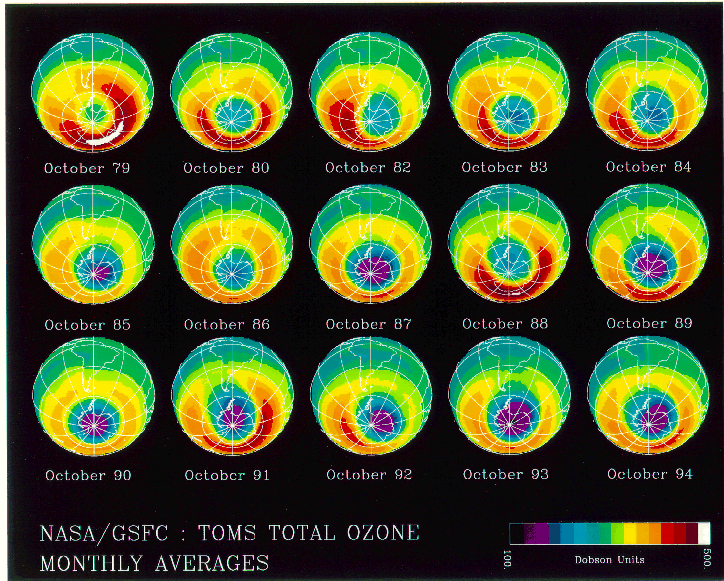 October 79 October 80 October 82 October 83 October 84
October 85 October 86 October 87 October 88 October 89
October 90 October 91 October 92 October 93 October 94
NASA/GSFC : TOMS TOTAL OZONE
MONTHLY AVERAGES
100. Dobson Units 500.